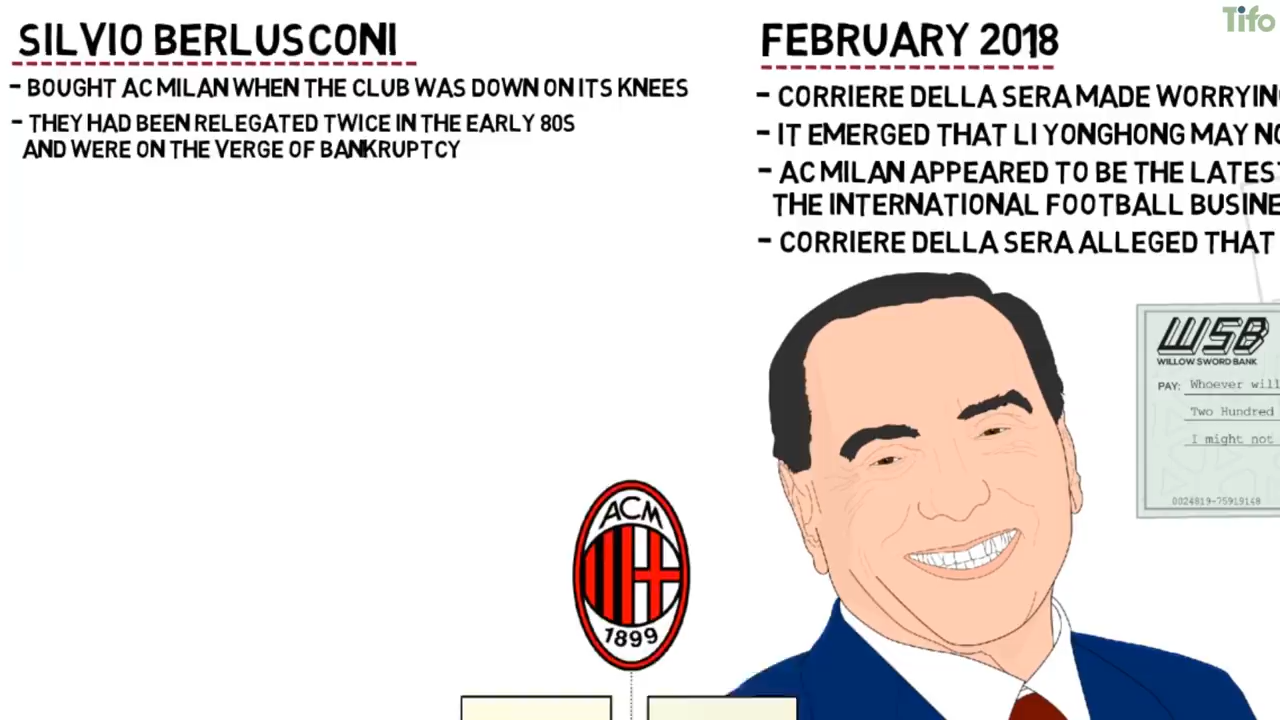 Tifo
SILVIO BERLUSCONI
- BOUGHT AC MILAN WHEN THE CLUB WAS DOWN ON ITS KNEES
- THEY HAD BEEN RELEGATED TWICE IN THE EARLY 80S
AND WERE ON THE VERGE OF BANKRUPTCY
FEBRUARY 2018
- CORRIERE DELLA SERA MADE WORRYIN
- IT EMERGED THAT LI YONGHONG MAY NO
- AC MILAN APPEARED TO BE THE LATEST
THE INTERNATIONAL FOOTBALL BUSINE
- CORRIERE DELLA SERA ALLEGED THAT
WSB
WILLOW SWORD BANK
PAY: Whoever will
Two Hundred
I might not
0024819-75919148
ACM
1899